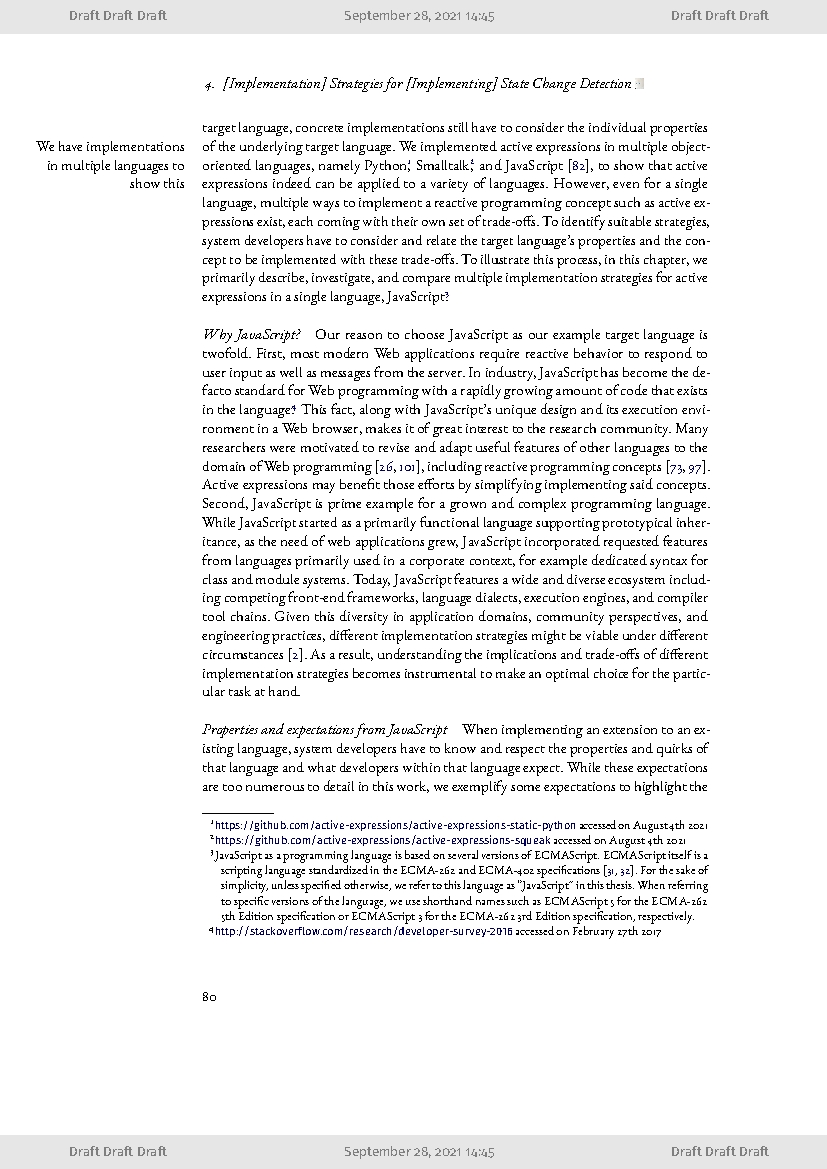 Draft Draft Draft September 28, 2021 14:45 Draft Draft Draft
4. [Implementation] Strategies for [Implementing] State Change Detection
We have implementations
in multiple languages to
show this
target language, concrete implementations still have to consider the individual properties
of the underlying target language. We implemented active expressions in multiple object-
oriented languages, namely Python,¹ Smalltalk,² and JavaScript [82], to show that active
expressions indeed can be applied to a variety of languages. However, even for a single
language, multiple ways to implement a reactive programming concept such as active ex-
pressions exist, each coming with their own set of trade-offs. To identify suitable strategies,
system developers have to consider and relate the target language's properties and the con-
cept to be implemented with these trade-offs. To illustrate this process, in this chapter, we
primarily describe, investigate, and compare multiple implementation strategies for active
expressions in a single language, JavaScript.³
Why JavaScript? Our reason to choose JavaScript as our example target language is
twofold. First, most modern Web applications require reactive behavior to respond to
user input as well as messages from the server. In industry, JavaScript has become the de-
facto standard for Web programming with a rapidly growing amount of code that exists
in the language.⁴ This fact, along with JavaScript's unique design and its execution envi-
ronment in a Web browser, makes it of great interest to the research community. Many
researchers were motivated to revise and adapt useful features of other languages to the
domain of Web programming [26, 101], including reactive programming concepts [73, 97].
Active expressions may benefit those efforts by simplifying implementing said concepts.
Second, JavaScript is prime example for a grown and complex programming language.
While JavaScript started as a primarily functional language supporting prototypical inher-
itance, as the need of web applications grew, JavaScript incorporated requested features
from languages primarily used in a corporate context, for example dedicated syntax for
class and module systems. Today, JavaScript features a wide and diverse ecosystem includ-
ing competing front-end frameworks, language dialects, execution engines, and compiler
tool chains. Given this diversity in application domains, community perspectives, and
engineering practices, different implementation strategies might be viable under different
circumstances [2]. As a result, understanding the implications and trade-offs of different
implementation strategies becomes instrumental to make an optimal choice for the partic-
ular task at hand.
Properties and expectations from JavaScript When implementing an extension to an ex-
isting language, system developers have to know and respect the properties and quirks of
that language and what developers within that language expect. While these expectations
are too numerous to detail in this work, we exemplify some expectations to highlight the
¹https://github.com/active-expressions/active-expressions-static-python accessed on August 4th 2021
²https://github.com/active-expressions/active-expressions-squeak accessed on August 4th 2021
³JavaScript as a programming language is based on several versions of ECMAScript. ECMAScript itself is a
scripting language standardized in the ECMA-262 and ECMA-402 specifications [31, 32]. For the sake of
simplicity, unless specified otherwise, we refer to this language as "JavaScript" in this thesis. When referring
to specific versions of the language, we use shorthand names such as ECMAScript 5 for the ECMA-262
5th Edition specification or ECMAScript 3 for the ECMA-262 3rd Edition specification, respectively.
⁴http://stackoverflow.com/research/developer-survey-2016 accessed on February 27th 2017
80
Draft Draft Draft September 28, 2021 14:45 Draft Draft Draft